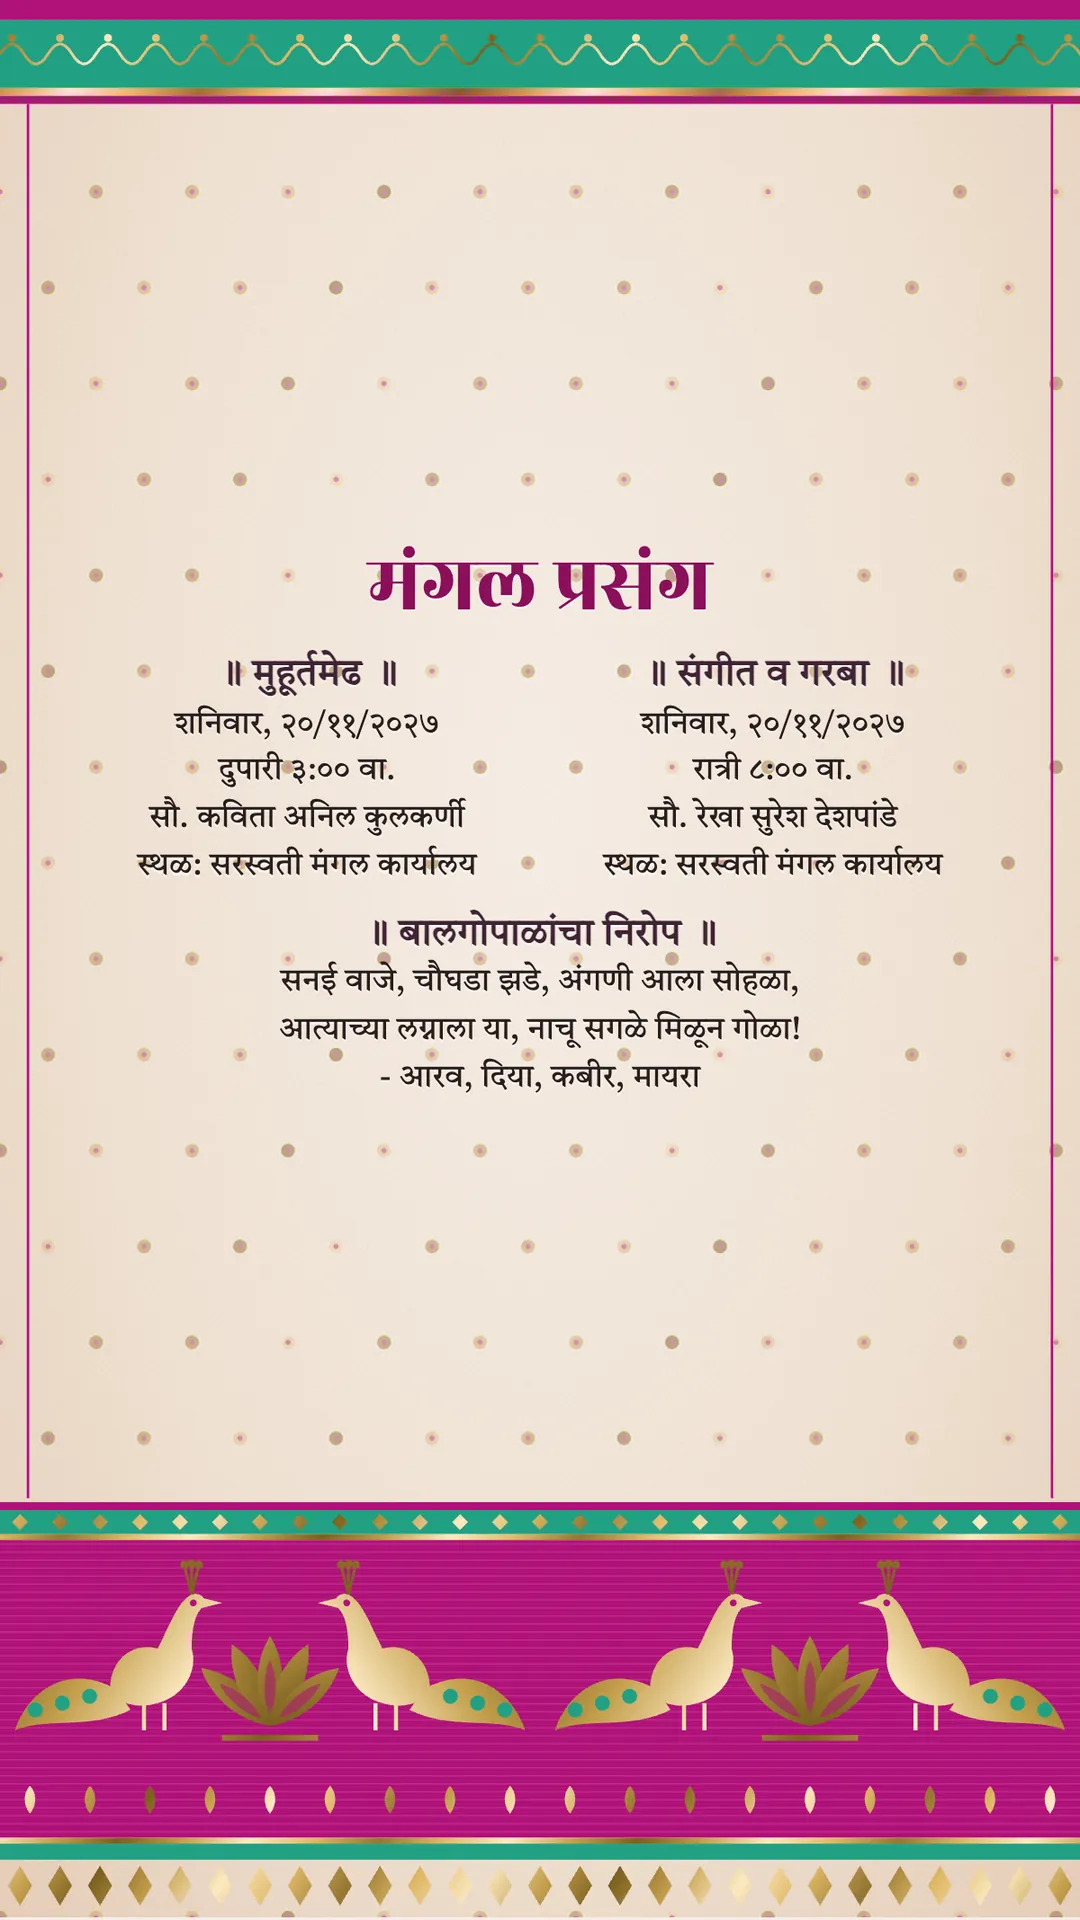 मंगल प्रसंग
॥ मुहूर्तमेढ ॥
शनिवार, २०/११/२०२७
दुपारी ३:०० वा.
सौ. कविता अनिल कुलकर्णी
स्थळ: सरस्वती मंगल कार्यालय
॥ संगीत व गरबा ॥
शनिवार, २०/११/२०२७
रात्री ८:०० वा.
सौ. रेखा सुरेश देशपांडे
स्थळ: सरस्वती मंगल कार्यालय
॥ बालगोपाळांचा निरोप ॥
सनई वाजे, चौघडा झडे, अंगणी आला सोहळा,
आत्याच्या लग्नाला या, नाचू सगळे मिळून गोळा!
- आरव, दिया, कबीर, मायरा